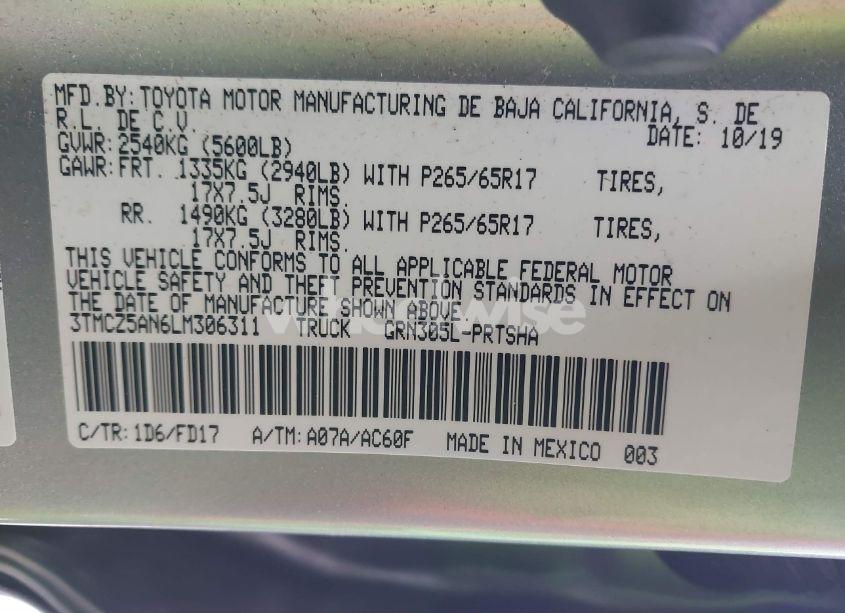 MFD.BY:TOYOTA MOTOR MANUFACTURING DE BAJA CALIFORNIA, S. DE
R.L. DE C.V. DATE: 10/19
GVWR:2540KG (5600LB)
GAWR:FRT. 1335KG (2940LB) WITH P265/65R17 TIRES,
17X7.5J RIMS.
RR. 1490KG (3280LB) WITH P265/65R17 TIRES,
17X7.5J RIMS.
THIS VEHICLE CONFORMS TO ALL APPLICABLE FEDERAL MOTOR
VEHICLE SAFETY AND THEFT PREVENTION STANDARDS IN EFFECT ON
THE DATE OF MANUFACTURE SHOWN ABOVE.
3TMCZ5AN6LM306311 TRUCK GRN305L-PRTSHA
C/TR:1D6/FD17 A/TM:A07A/AC60F MADE IN MEXICO 003